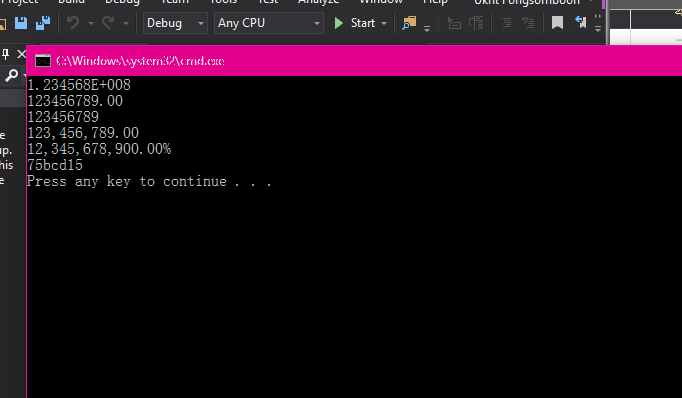 Project Build Debug Team Tools Test Analyze Window Help Ukrit Fongsomboon
Debug Any CPU Start
C:\Windows\system32\cmd.exe
1.234568E+008
123456789.00
123456789
123,456,789.00
12,345,678,900.00%
75bcd15
Press any key to continue . . .